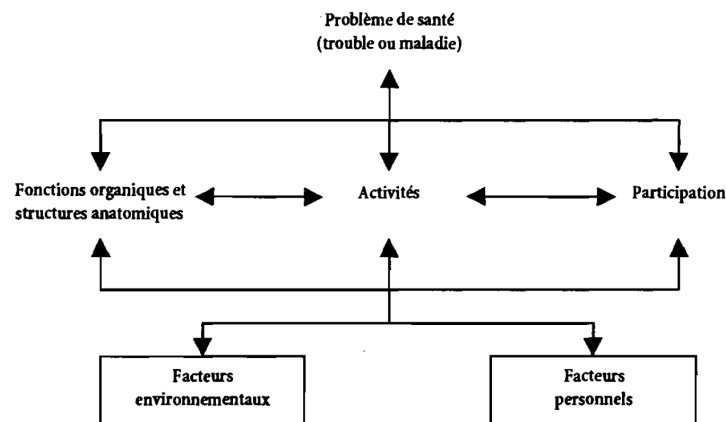 Problème de santé
(trouble ou maladie)
Fonctions organiques et
structures anatomiques
Activités
Participation
Facteurs
environnementaux
Facteurs
personnels